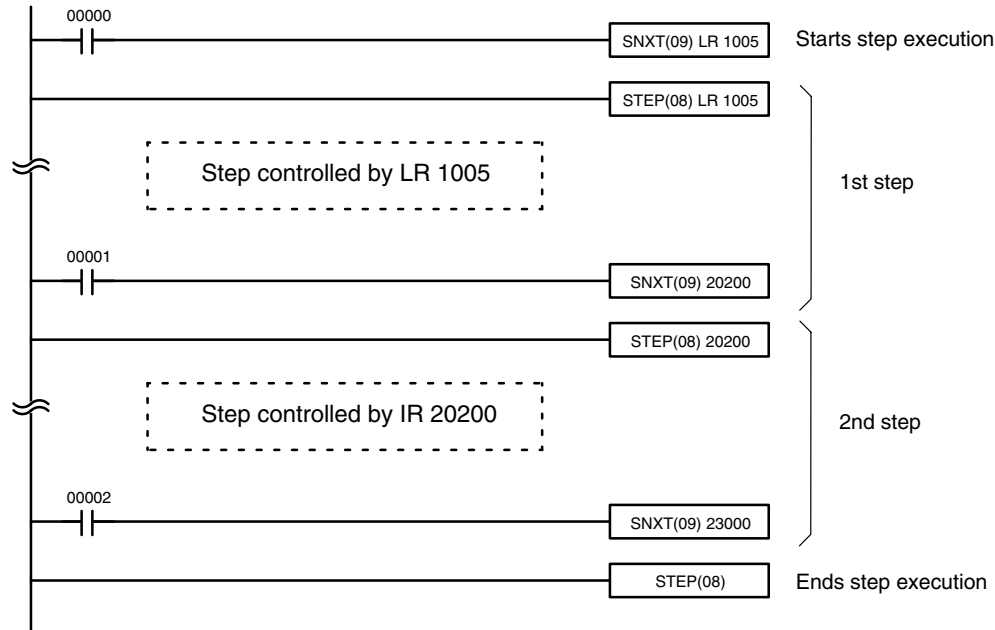 00000
SNXT(09) LR 1005
Starts step execution
STEP(08) LR 1005
Step controlled by LR 1005
1st step
00001
SNXT(09) 20200
STEP(08) 20200
Step controlled by IR 20200
2nd step
00002
SNXT(09) 23000
STEP(08)
Ends step execution